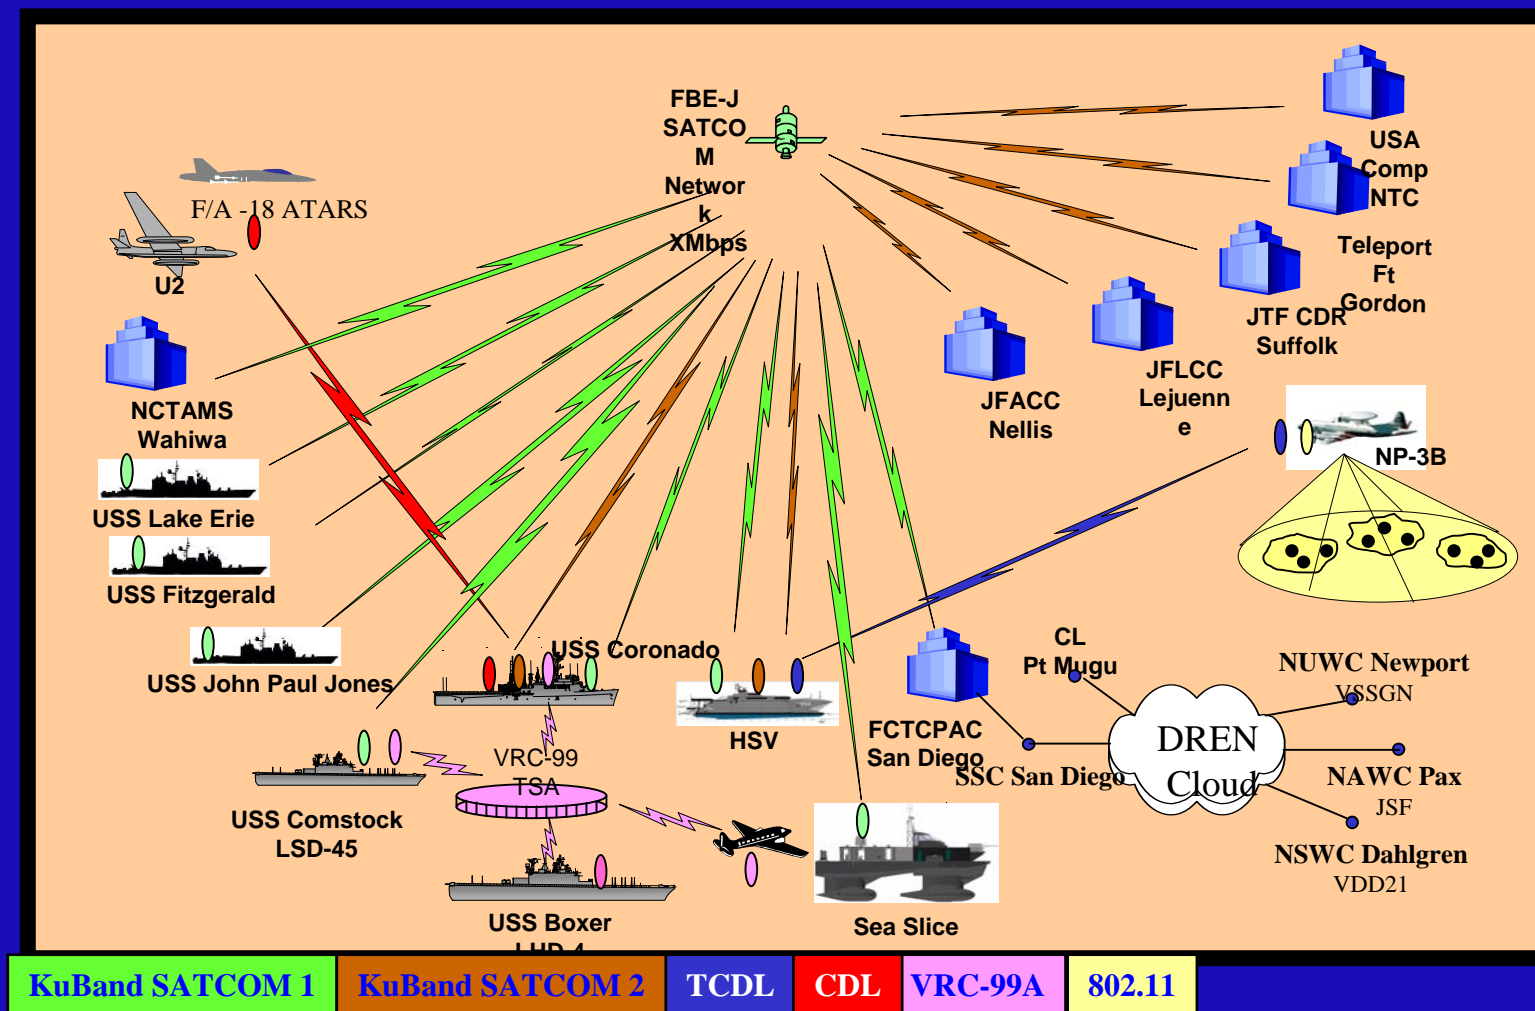 FBE-J
SATCO
M
Networ
k
XMbps
USA
Comp
NTC
Teleport
Ft
Gordon
JTF CDR
Suffolk
JFLCC
Lejuenn
e
JFACC
Nellis
F/A -18 ATARS
U2
NCTAMS
Wahiwa
USS Lake Erie
USS Fitzgerald
USS John Paul Jones
USS Coronado
NP-3B
HSV
FCTCPAC
San Diego
CL
Pt Mugu
SSC San Diego
DREN
Cloud
NUWC Newport
VSSGN
NAWC Pax
JSF
NSWC Dahlgren
VDD21
VRC-99
TSA
USS Comstock
LSD-45
USS Boxer
LHD-4
Sea Slice
KuBand SATCOM 1
KuBand SATCOM 2
TCDL
CDL
VRC-99A
802.11